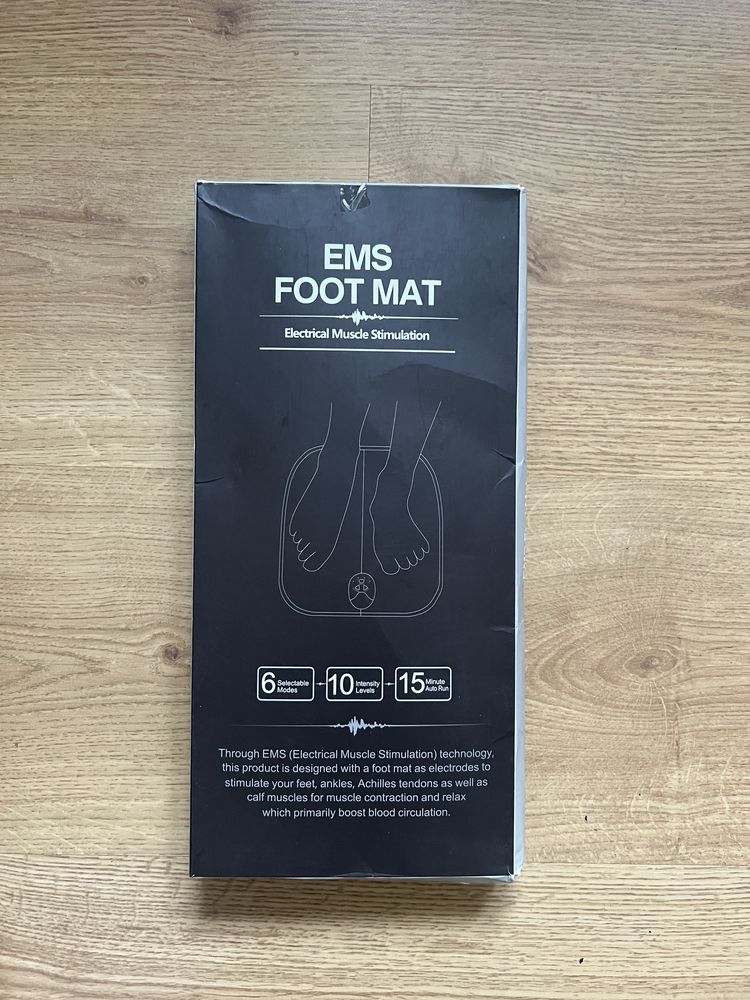 EMS
FOOT MAT
Electrical Muscle Stimulation
6 Selectable Modes
10 Intensity Levels
15 Minute Auto Run
Through EMS (Electrical Muscle Stimulation) technology,
this product is designed with a foot mat as electrodes to
stimulate your feet, ankles, Achilles tendons as well as
calf muscles for muscle contraction and relax
which primarily boost blood circulation.